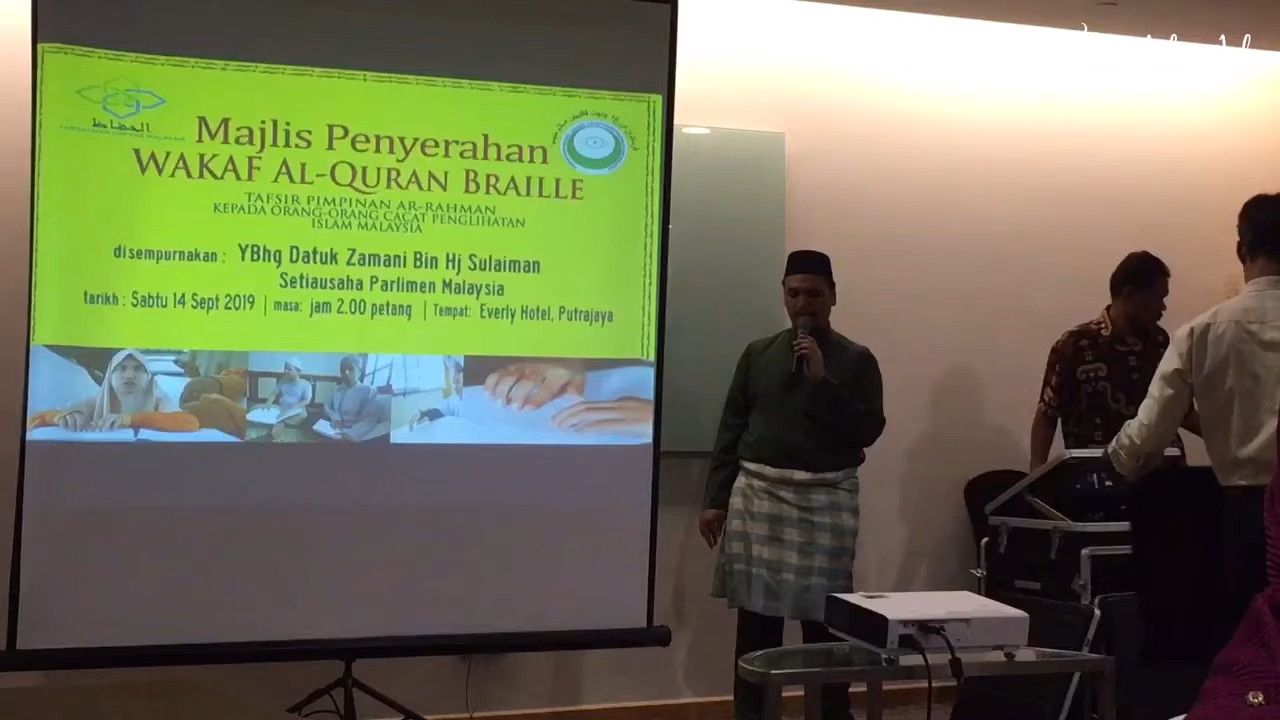 الحفاظ
Majlis Penyerahan
WAKAF AL-QURAN BRAILLE
TAFSIR PIMPINAN AR-RAHMAN
KEPADA ORANG-ORANG CACAT PENGLIHATAN
ISLAM MALAYSIA
disempurnakan : YBhg Datuk Zamani Bin Hj Sulaiman
Setiausaha Parlimen Malaysia
tarikh : Sabtu 14 Sept 2019 | masa: jam 2.00 petang | Tempat: Everly Hotel, Putrajaya